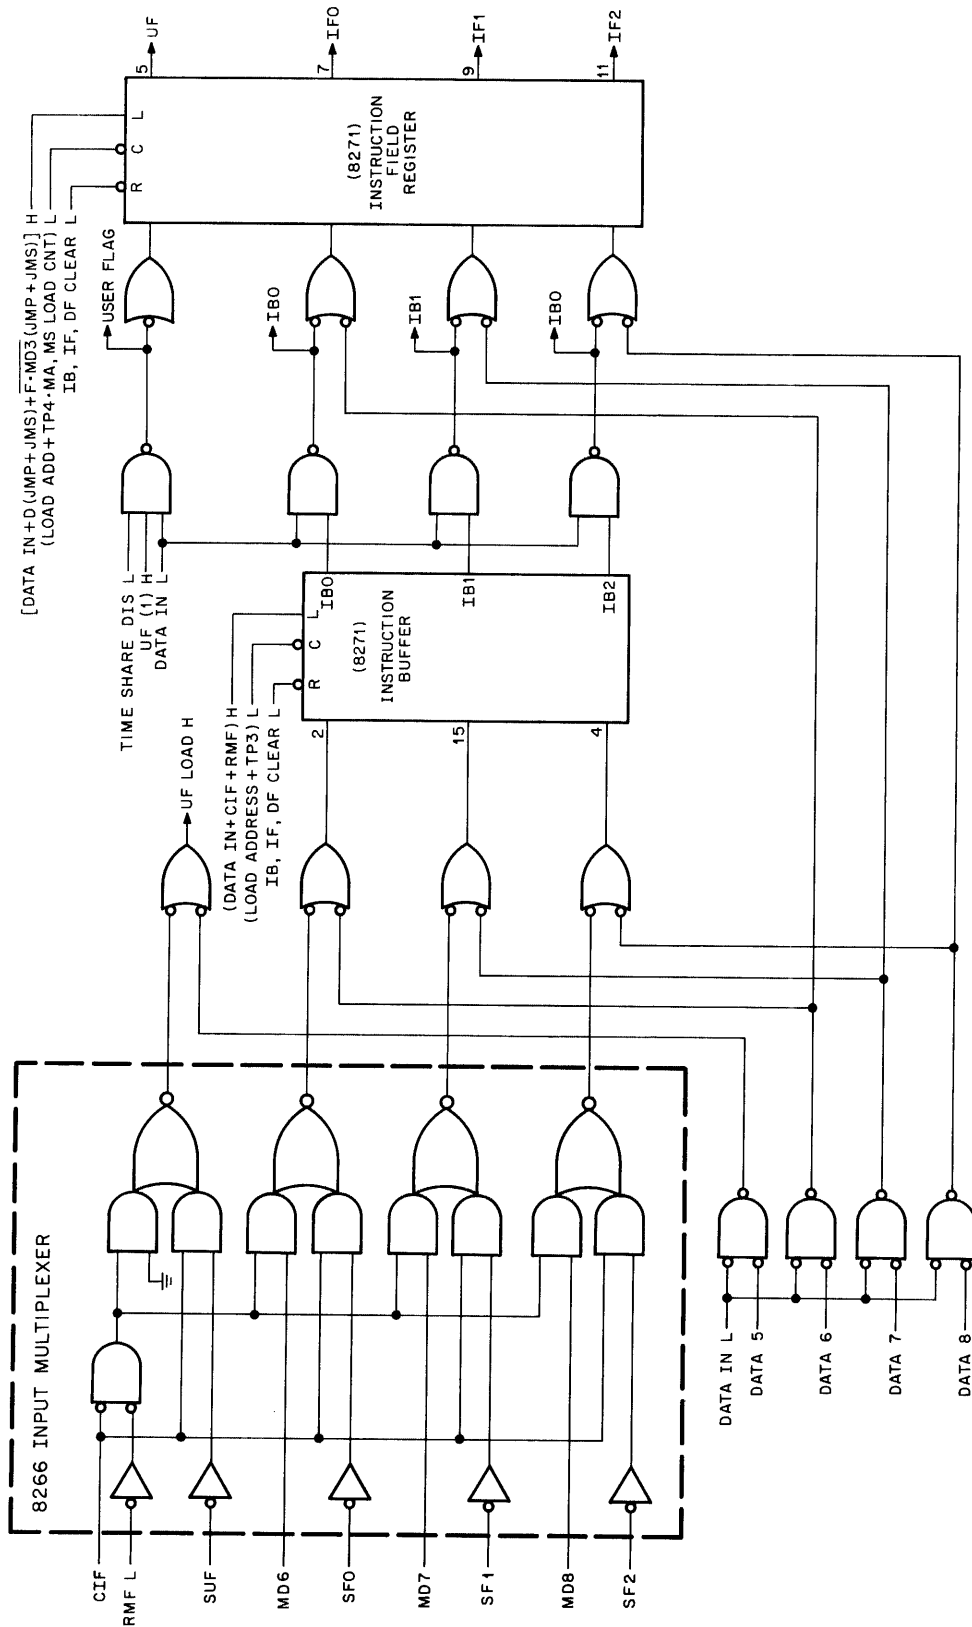 8266 INPUT MULTIPLEXER
CIF
RMF L
SUF
MD6
SF0
MD7
SF1
MD8
SF2
DATA IN L
DATA 5
DATA 6
DATA 7
DATA 8
UF LOAD H
(DATA IN+CIF+RMF) H
(LOAD ADDRESS+TP3) L
IB, IF, DF CLEAR L
2
15
4
R
C
L
(8271)
INSTRUCTION
BUFFER
IB0
IB1
IB2
TIME SHARE DIS L
UF (1) H
DATA IN L
USER FLAG
IB0
IB1
IB0
[DATA IN+D(JMP+JMS)+F·MD3(JMP+JMS)] H
(LOAD ADD+TP4·MA, MS LOAD CNT) L
IB, IF, DF CLEAR L
R
C
L
(8271)
INSTRUCTION
FIELD
REGISTER
5
UF
7
IF0
9
IF1
11
IF2